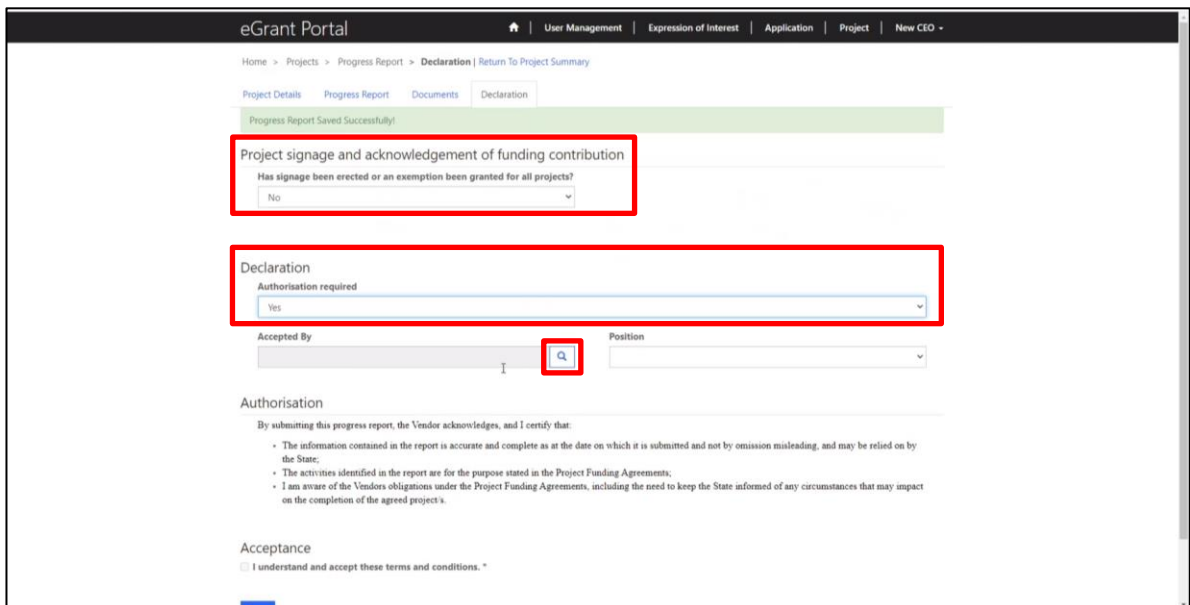 eGrant Portal
User Management | Expression of Interest | Application | Project | New CEO
Home > Projects > Progress Report > Declaration | Return To Project Summary
Project Details Progress Report Documents Declaration
Progress Report Saved Successfully!
Project signage and acknowledgement of funding contribution
Has signage been erected or an exemption been granted for all projects?
No
Declaration
Authorisation required
Yes
Accepted By Position
Authorisation
By submitting this progress report, the Vendor acknowledges, and I certify that:
• The information contained in the report is accurate and complete as at the date on which it is submitted and not by omission misleading, and may be relied on by
the State;
• The activities identified in the report are for the purpose stated in the Project Funding Agreements;
• I am aware of the Vendors obligations under the Project Funding Agreements, including the need to keep the State informed of any circumstances that may impact
on the completion of the agreed project/s.
Acceptance
I understand and accept these terms and conditions. *